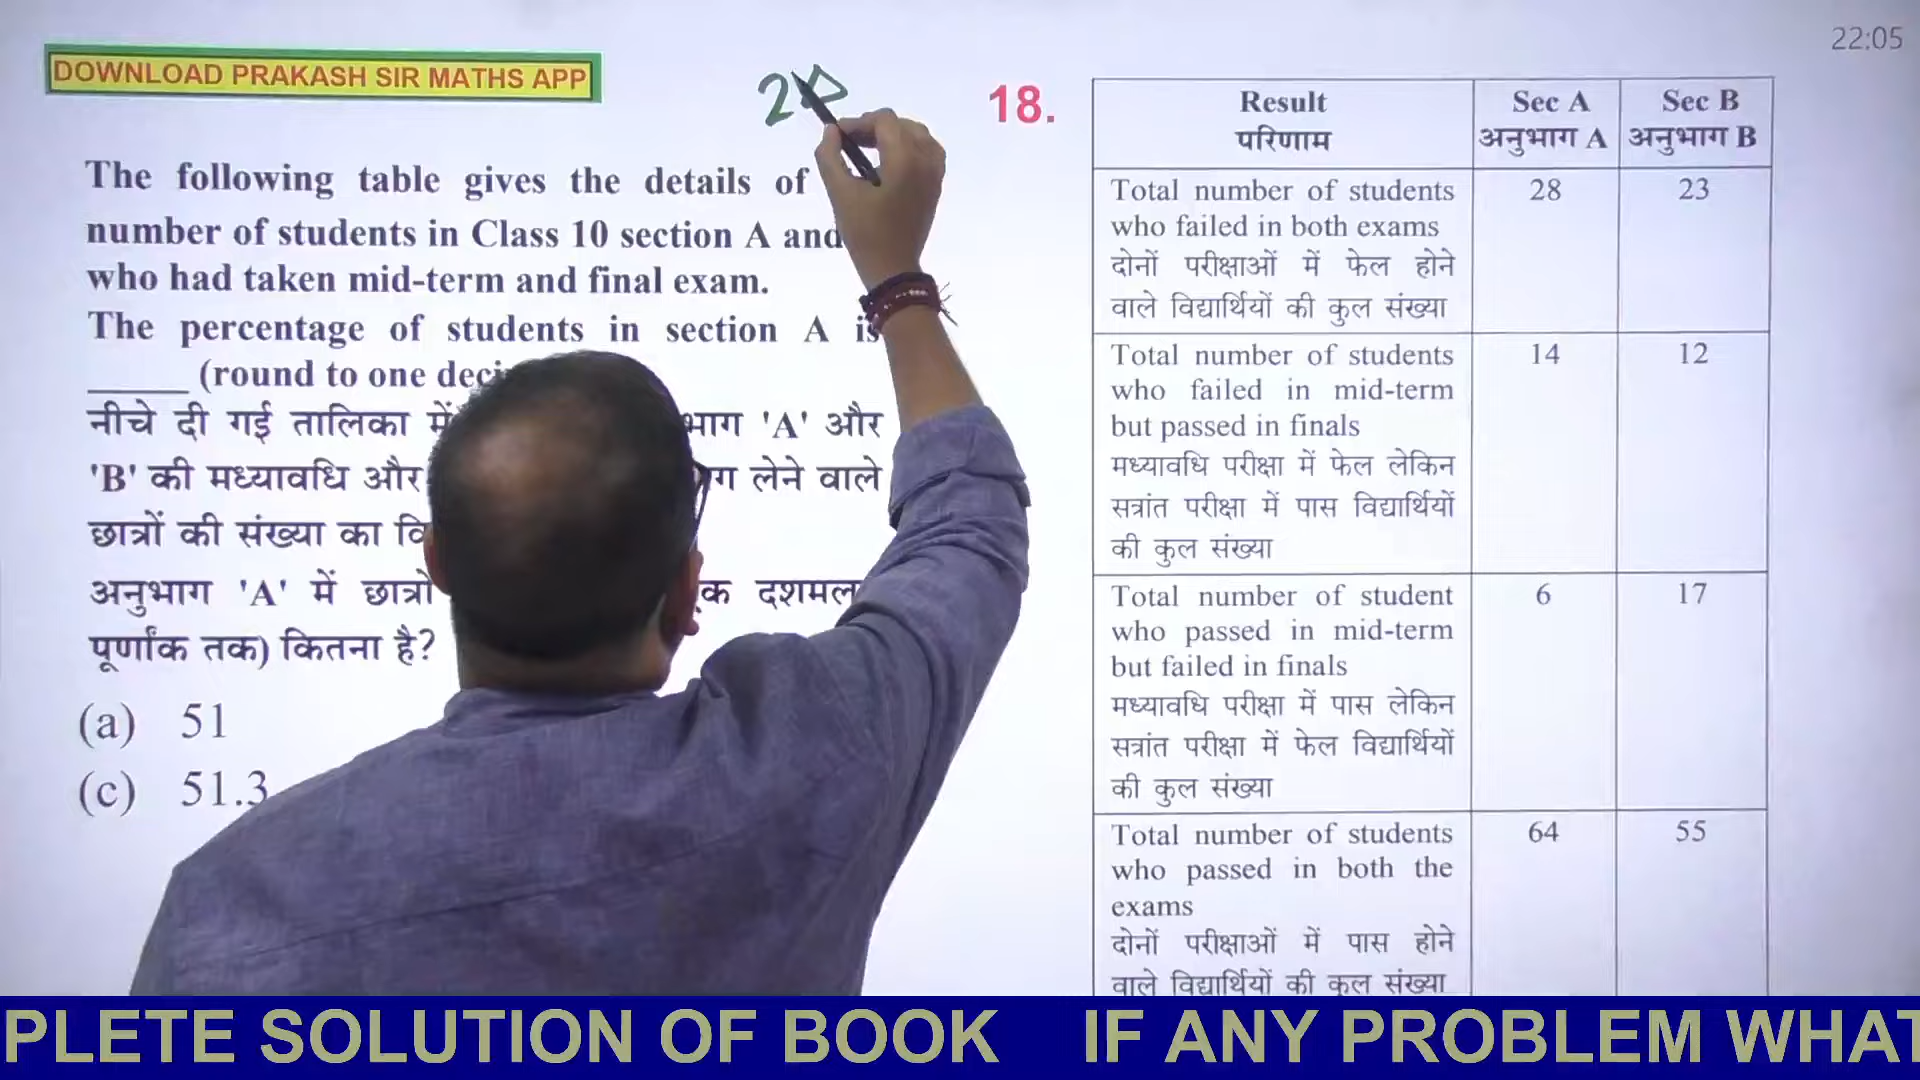 22:05
DOWNLOAD PRAKASH SIR MATHS APP
The following table gives the details of
number of students in Class 10 section A and
who had taken mid-term and final exam.
The percentage of students in section A is
_____ (round to one
नीचे दी गई तालिका में 'A' और
'B' की मध्यावधि और लेने वाले
छात्रों की संख्या का
अनुभाग 'A' में
पूर्णांक तक) कितना है?
(a) 51
(c) 51.3
18.
Result Sec A Sec B
परिणाम अनुभाग A अनुभाग B
Total number of students 28 23
who failed in both exams
दोनों परीक्षाओं में फेल होने
वाले विद्यार्थियों की कुल संख्या
Total number of students 14 12
who failed in mid-term
but passed in finals
मध्यावधि परीक्षा में फेल लेकिन
सत्रांत परीक्षा में पास विद्यार्थियों
की कुल संख्या
Total number of student 6 17
who passed in mid-term
but failed in finals
मध्यावधि परीक्षा में पास लेकिन
सत्रांत परीक्षा में फेल विद्यार्थियों
की कुल संख्या
Total number of students 64 55
who passed in both the
exams
दोनों परीक्षाओं में पास होने
वाले विद्यार्थियों की कुल संख्या
PLETE SOLUTION OF BOOK IF ANY PROBLEM WHAT